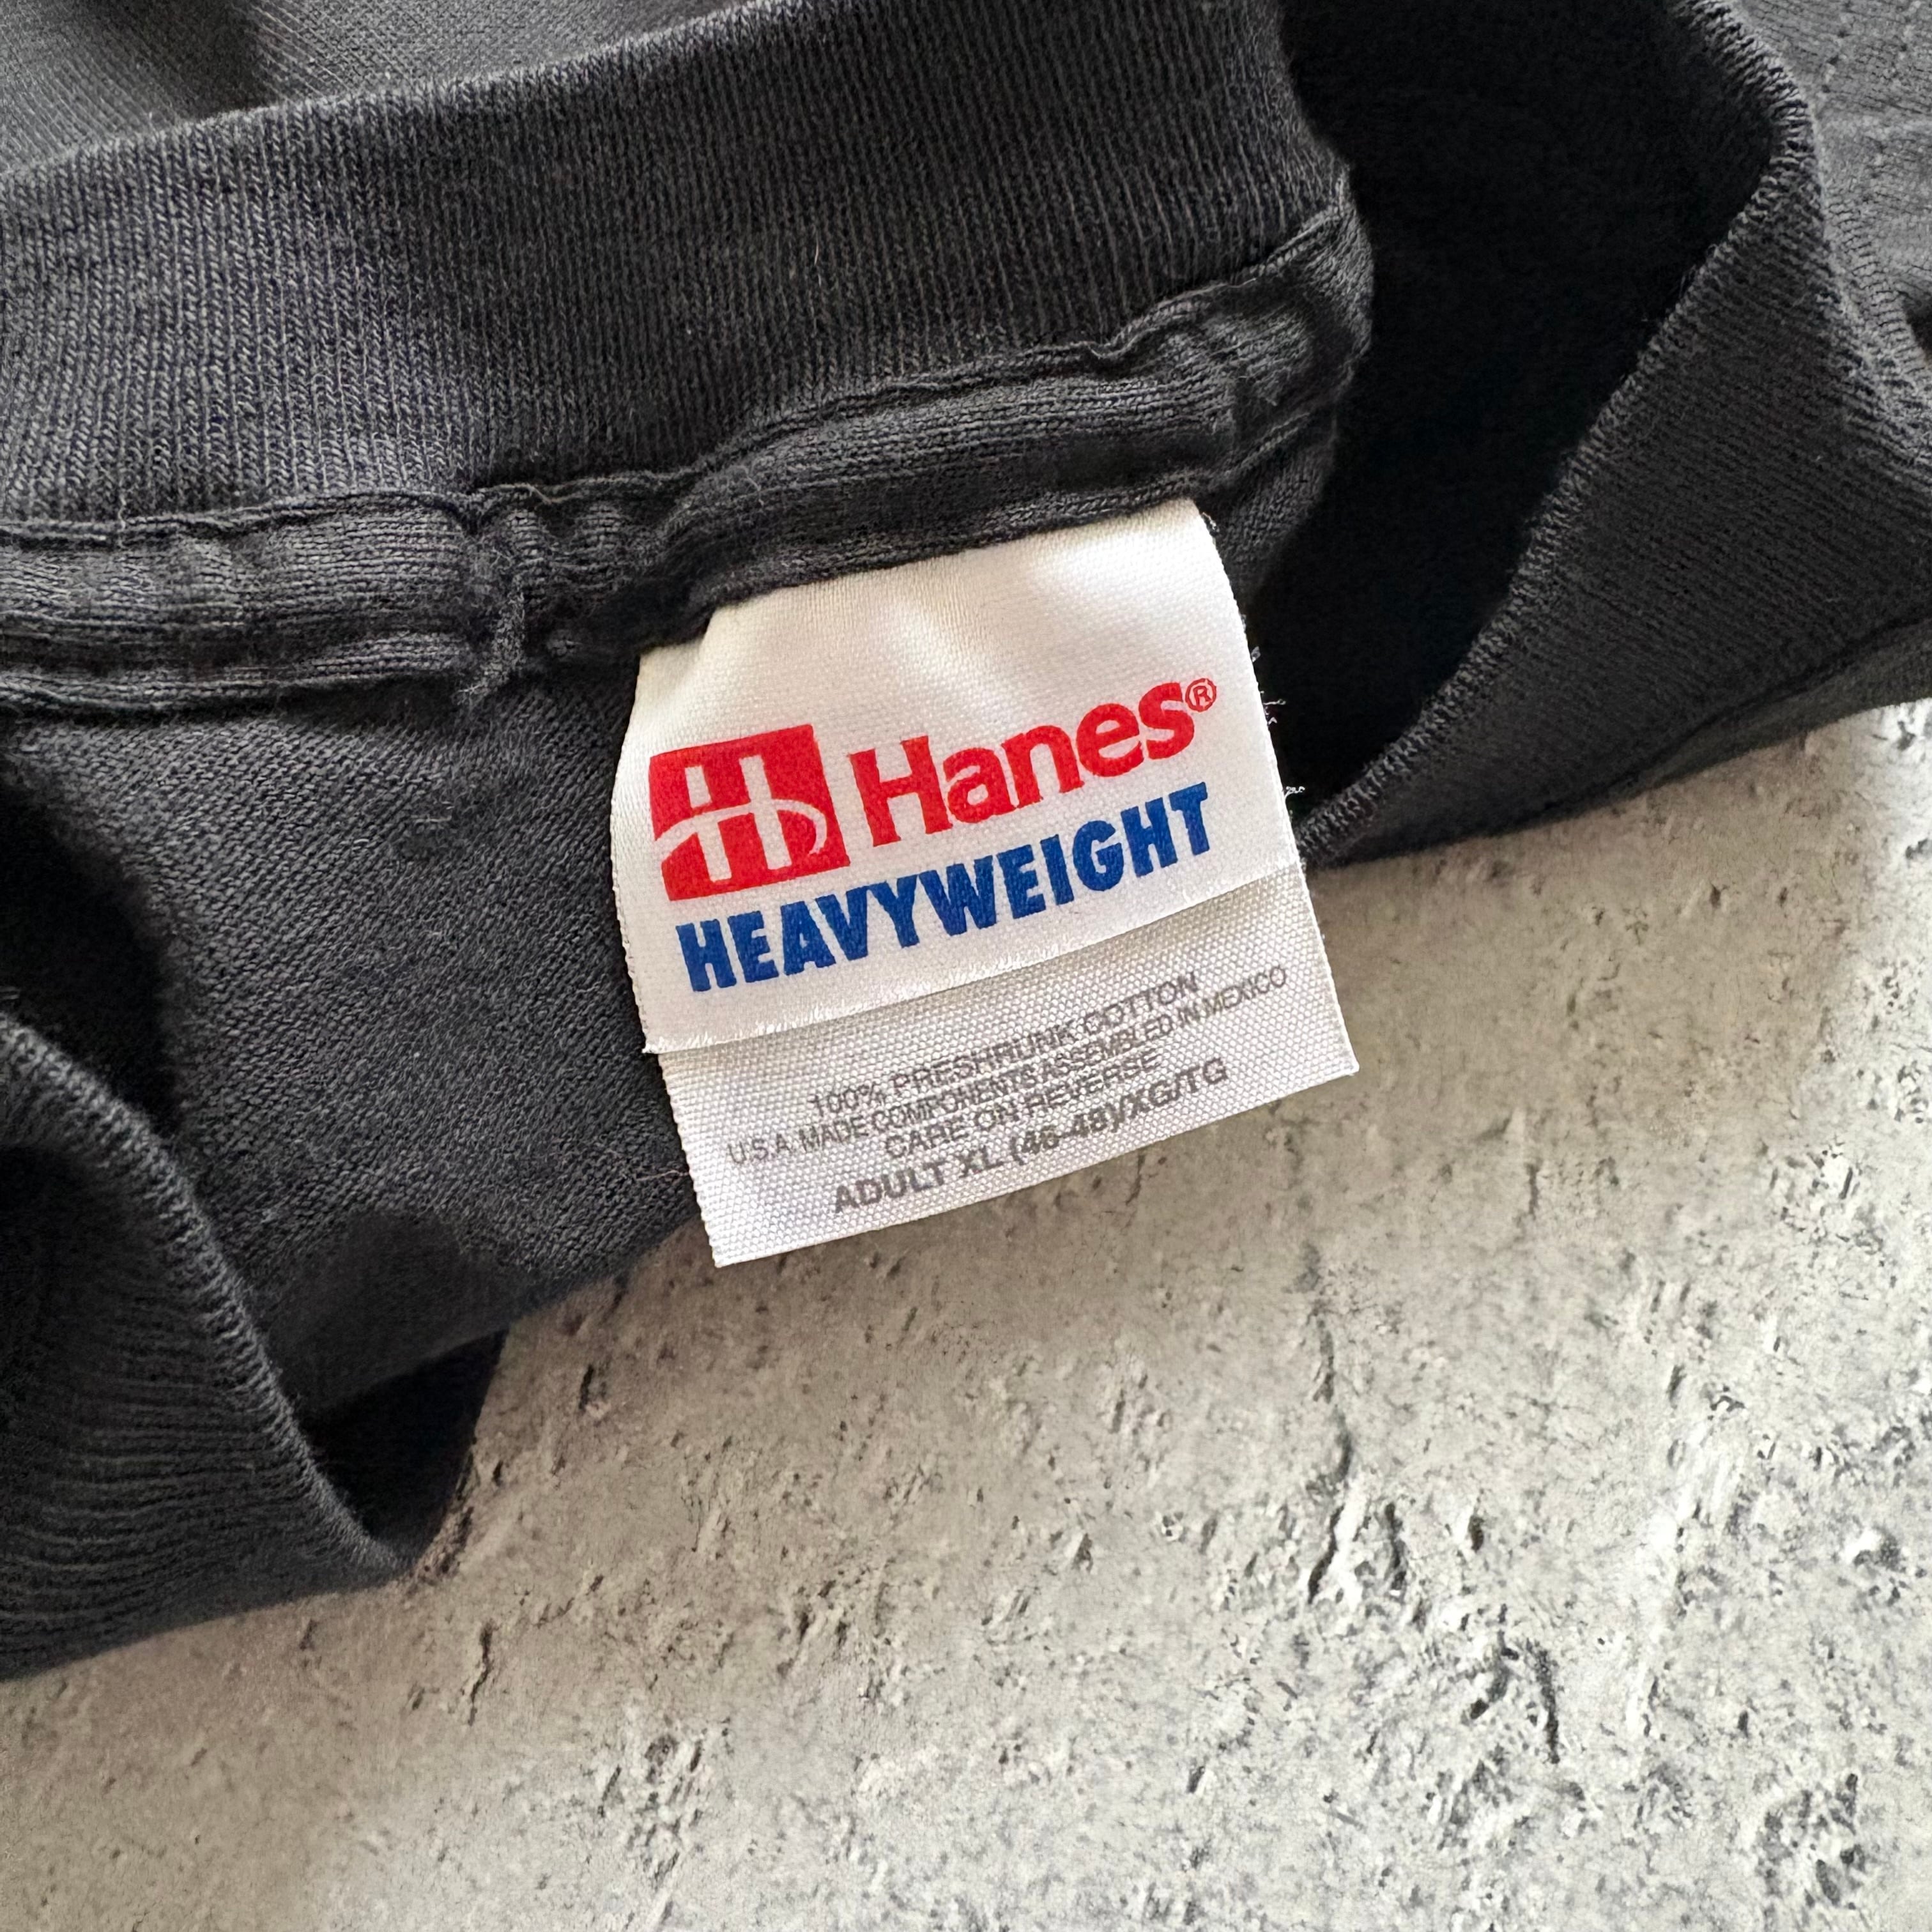 Hanes®
HEAVYWEIGHT
100% PRESHRUNK COTTON
U.S.A. MADE COMPONENTS ASSEMBLED IN MEXICO
CARE ON REVERSE
ADULT XL (46-48)/XG/TG